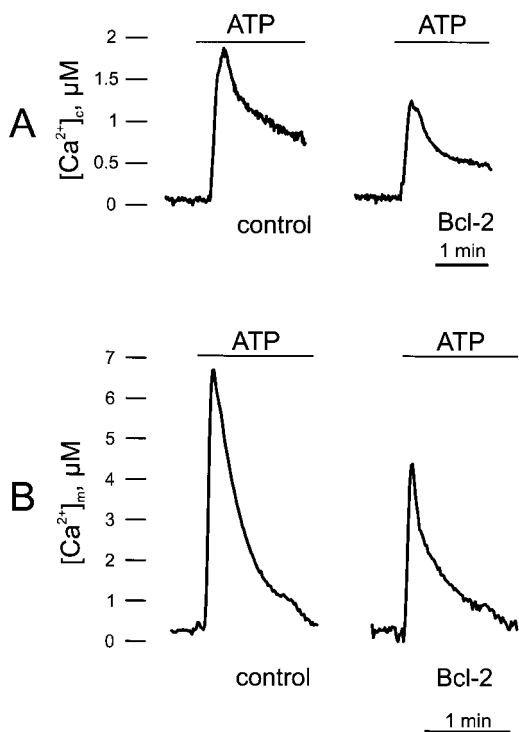 A
[Ca²⁺]c, μM
2
1.5
1
0.5
0
ATP
ATP
control
Bcl-2
1 min
B
[Ca²⁺]m, μM
7
6
5
4
3
2
1
0
ATP
ATP
control
Bcl-2
1 min